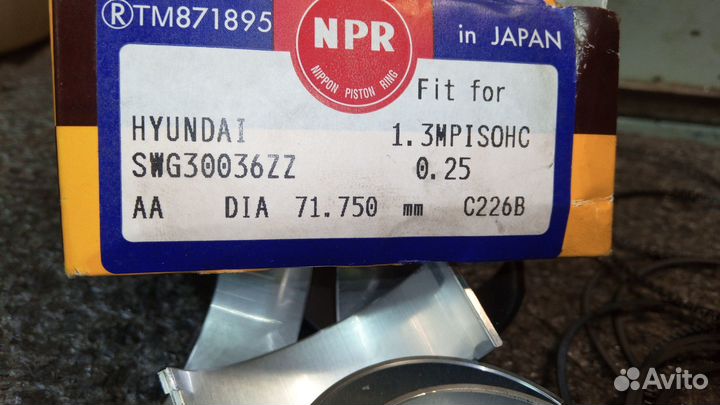 ®TM871895
NPR
NIPPON PISTON RING
in JAPAN
Fit for
HYUNDAI 1.3MPISOHC
SWG30036ZZ 0.25
AA DIA 71.750 mm C226B
Avito